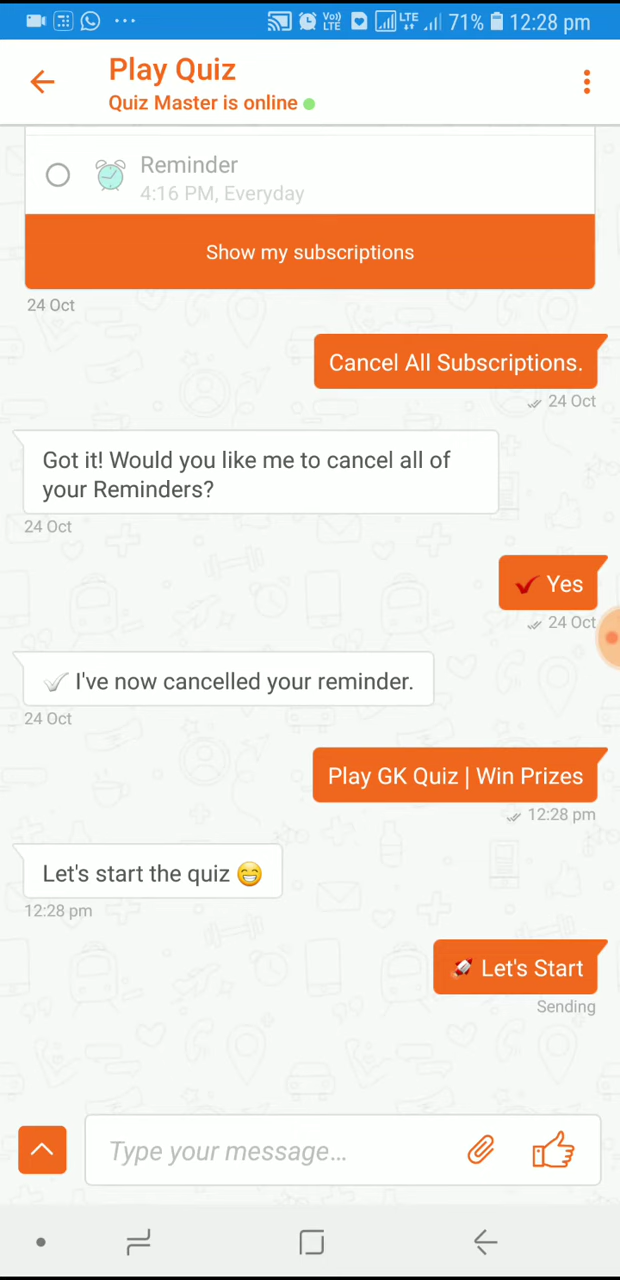 Vo)) LTE LTE 71% 12:28 pm
Play Quiz
Quiz Master is online
Reminder
4:16 PM, Everyday
Show my subscriptions
24 Oct
Cancel All Subscriptions.
24 Oct
Got it! Would you like me to cancel all of
your Reminders?
24 Oct
Yes
24 Oct
I've now cancelled your reminder.
24 Oct
Play GK Quiz | Win Prizes
12:28 pm
Let's start the quiz 😁
12:28 pm
🚀 Let's Start
Sending
Type your message...